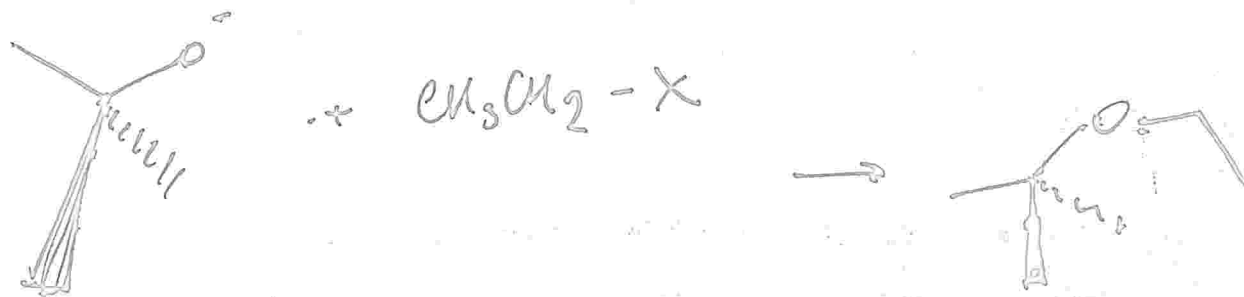 O⁻ + CH₃CH₂-X → O